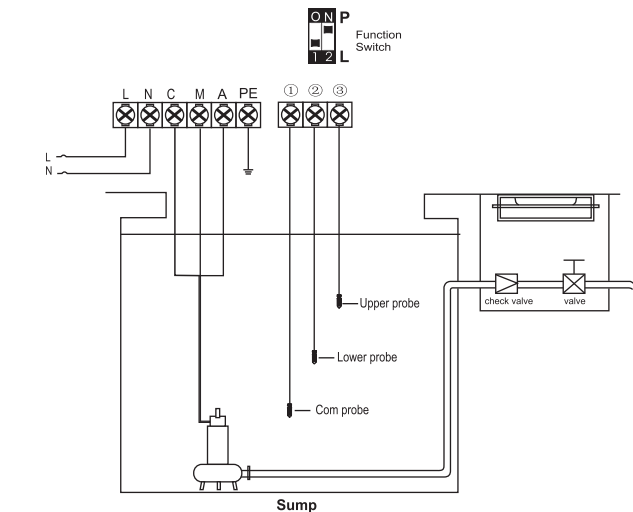 ON P
Function
Switch
1 2 L
L N C M A PE ① ② ③
L
N
Upper probe
check valve valve
Lower probe
Com probe
Sump